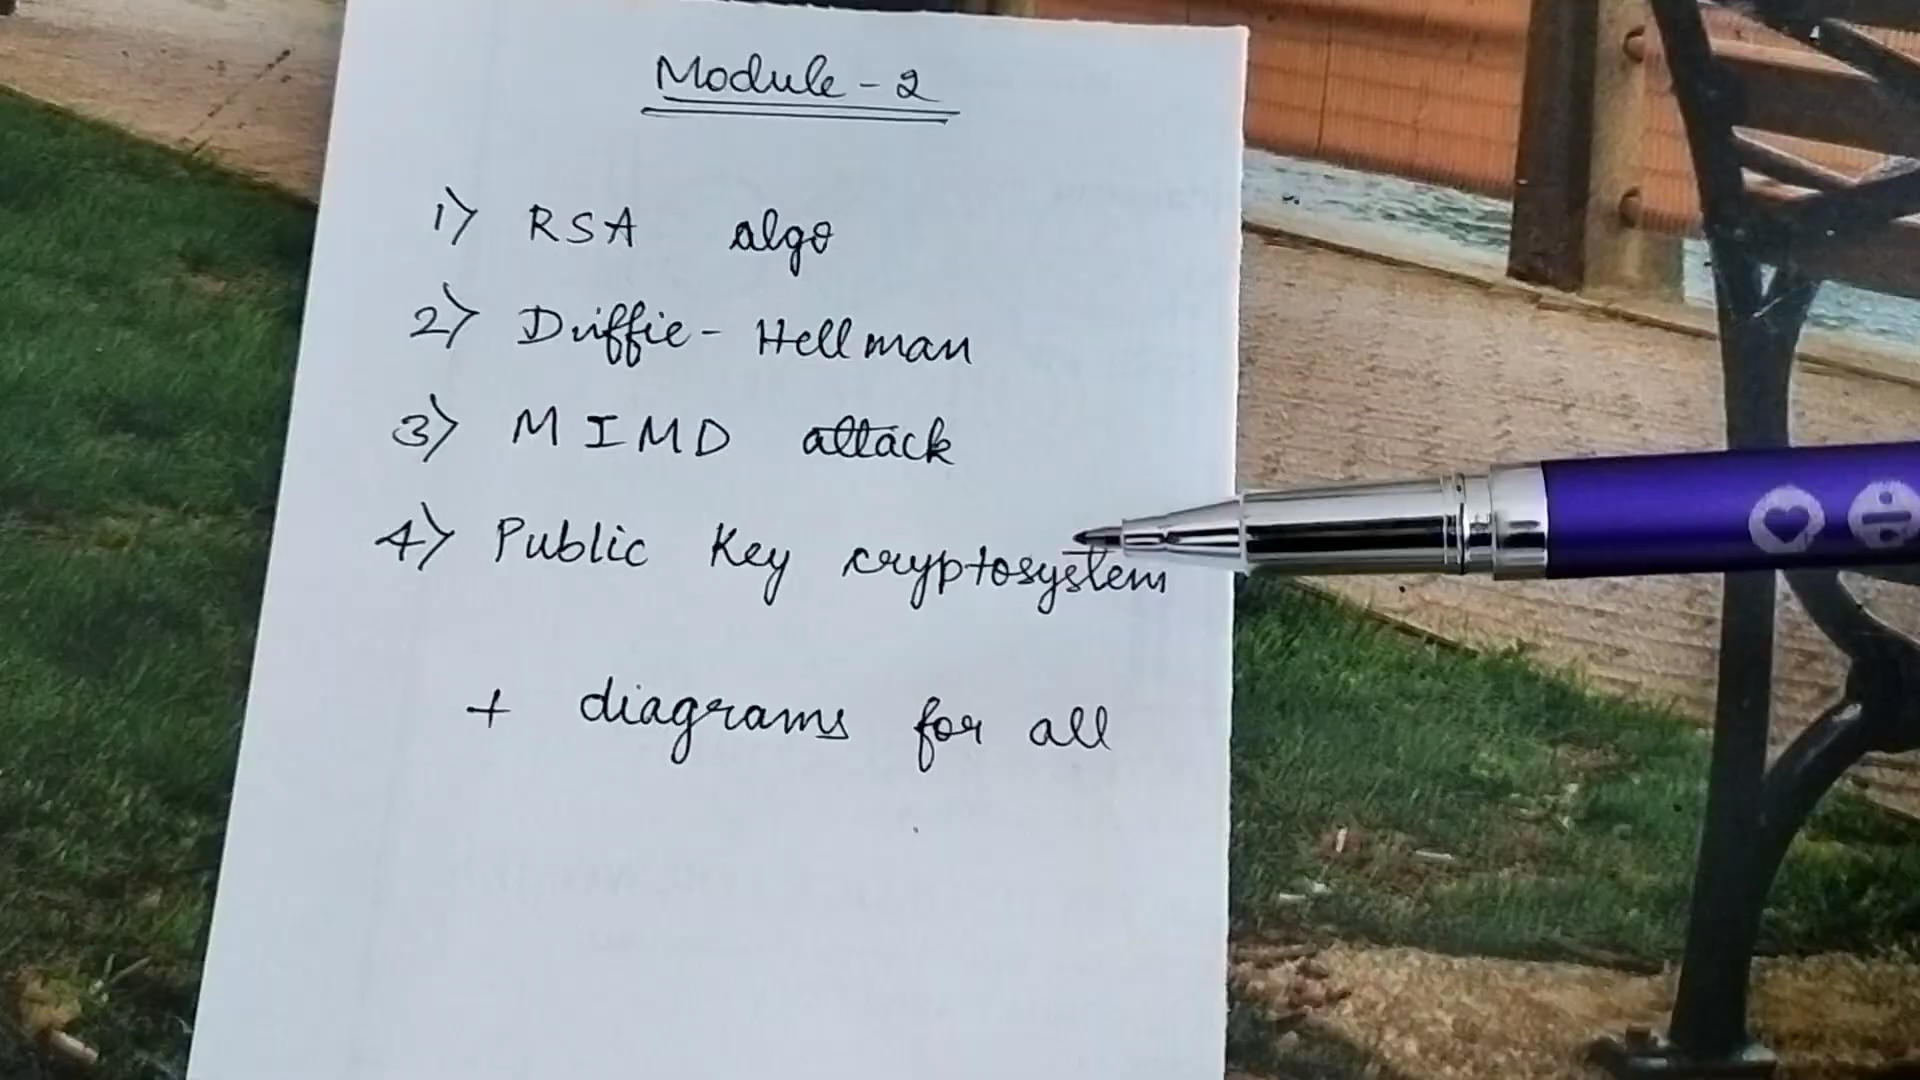 Module - 2
1) RSA algo
2) Diffie - Hellman
3) MIMD attack
4) Public Key cryptosystem
+ diagrams for all